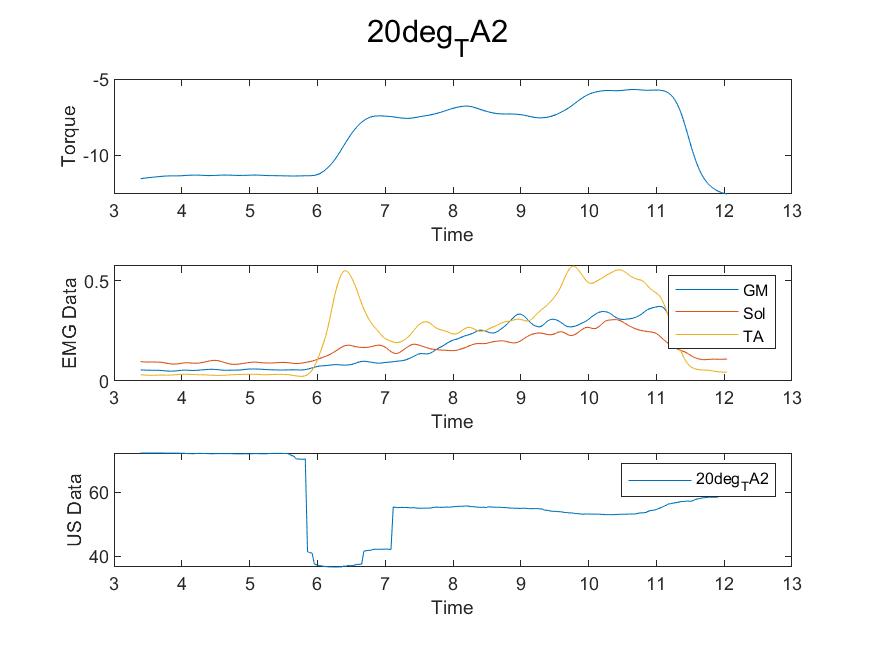 20deg_TA2
-5
-10
Torque
3 4 5 6 7 8 9 10 11 12 13
Time
0.5
0
EMG Data
GM
Sol
TA
3 4 5 6 7 8 9 10 11 12 13
Time
60
40
US Data
20deg_TA2
3 4 5 6 7 8 9 10 11 12 13
Time